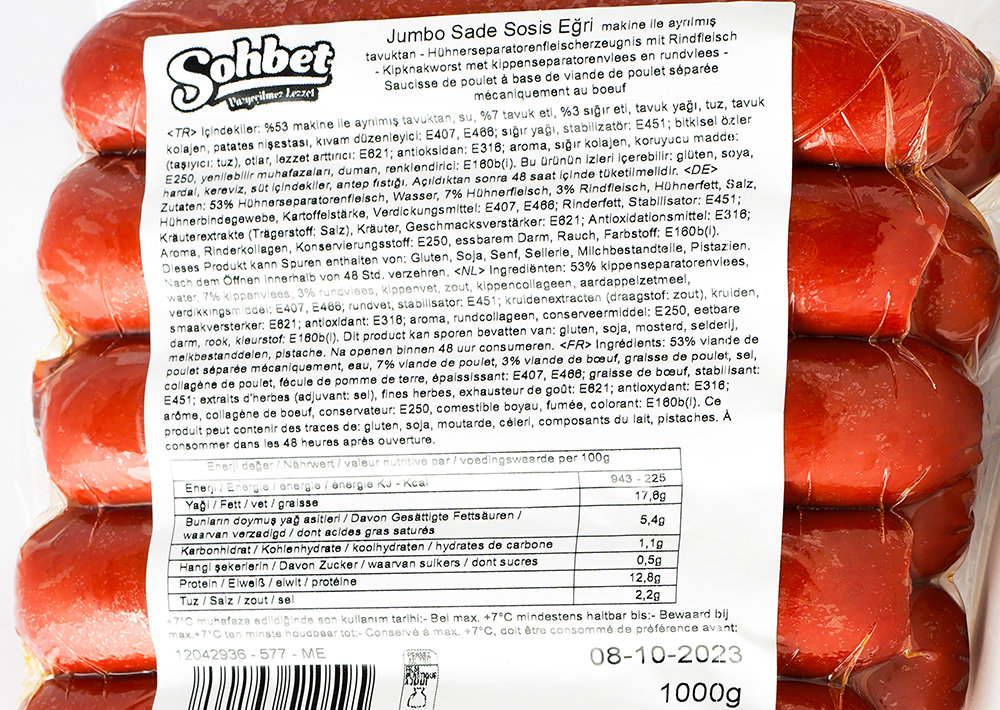 Sohbet
Vazgeçilmez Lezzet
Jumbo Sade Sosis Eğri makine ile ayrılmış
tavuktan - Hühnerseparatorenfleischerzeugnis mit Rindfleisch
- Kipknakworst met kippenseparatorenvlees en rundvlees -
Saucisse de poulet à base de viande de poulet séparée
mécaniquement au boeuf
<TR> İçindekiler: %53 makine ile ayrılmış tavuktan, su, %7 tavuk eti, %3 sığır eti, tavuk yağı, tuz, tavuk
kolajen, patates nişastası, kıvam düzenleyici: E407, E466; sığır yağı, stabilizatör: E451; bitkisel özler
(taşıyıcı: tuz), otlar, lezzet arttırıcı: E621; antioksidan: E316; aroma, sığır kolajen, koruyucu madde:
E250, yenilebilir muhafazaları, duman, renklendirici: E160b(i). Bu ürünün izleri içerebilir: glüten, soya,
hardal, kereviz, süt içindekiler, antep fıstığı. Açıldıktan sonra 48 saat içinde tüketilmelidir. <DE>
Zutaten: 53% Hühnerseparatorenfleisch, Wasser, 7% Hühnerfleisch, 3% Rindfleisch, Hühnerfett, Salz,
Hühnerbindegewebe, Kartoffelstärke, Verdickungsmittel: E407, E466; Rinderfett, Stabilisator: E451;
Kräuterextrakte (Trägerstoff: Salz), Kräuter, Geschmacksverstärker: E621; Antioxidationsmittel: E316;
Aroma, Rinderkollagen, Konservierungsstoff: E250, essbarem Darm, Rauch, Farbstoff: E160b(i).
Dieses Produkt kann Spuren enthalten von: Gluten, Soja, Senf, Sellerie, Milchbestandteile, Pistazien.
Nach dem Öffnen innerhalb von 48 Std. verzehren. <NL> Ingrediënten: 53% kippenseparatorenvlees,
water, 7% kippenvlees, 3% rundvlees, kippenvet, zout, kippencollageen, aardappelzetmeel,
verdikkingsmiddel: E407, E466; rundvet, stabilisator: E451; kruidenextracten (draagstof: zout), kruiden,
smaakversterker: E621; antioxidant: E316; aroma, rundcollageen, conserveermiddel: E250, eetbare
darm, rook, kleurstof: E160b(i). Dit product kan sporen bevatten van: gluten, soja, mosterd, selderij,
melkbestanddelen, pistache. Na openen binnen 48 uur consumeren. <FR> Ingrédients: 53% viande de
poulet séparée mécaniquement, eau, 7% viande de poulet, 3% viande de bœuf, graisse de poulet, sel,
collagène de poulet, fécule de pomme de terre, épaississant: E407, E466; graisse de bœuf, stabilisant:
E451; extraits d'herbes (adjuvant: sel), fines herbes, exhausteur de goût: E621; antioxydant: E316;
arôme, collagène de boeuf, conservateur: E250, comestible boyau, fumée, colorant: E160b(i). Ce
produit peut contenir des traces de: gluten, soja, moutarde, céleri, composants du lait, pistaches. À
consommer dans les 48 heures après ouverture.
Enerji değer / Nährwert / valeur nutritive par / voedingswaarde per 100g
Enerji / Energie / energie / énergie KJ - Kcal 943 - 225
Yağı / Fett / vet / graisse 17,8g
Bunların doymuş yağ asitleri / Davon Gesättigte Fettsäuren /
waarvan verzadigd / dont acides gras saturés 5,4g
Karbonhidrat / Kohlenhydrate / koolhydraten / hydrates de carbone 1,1g
Hangi şekerlerin / Davon Zucker / waarvan suikers / dont sucres 0,5g
Protein / Eiweiß / eiwit / protéine 12,8g
Tuz / Salz / zout / sel 2,2g
+7°C muhafaza edildiğinde son kullanım tarihi:- Bei max. +7°C mindestens haltbar bis:- Bewaard bij
max.+7°C ten minste houdbaar tot:- Conservé à max. +7°C, doit être consommé de préférence avant:
12042936 - 577 - ME
08-10-2023
1000g